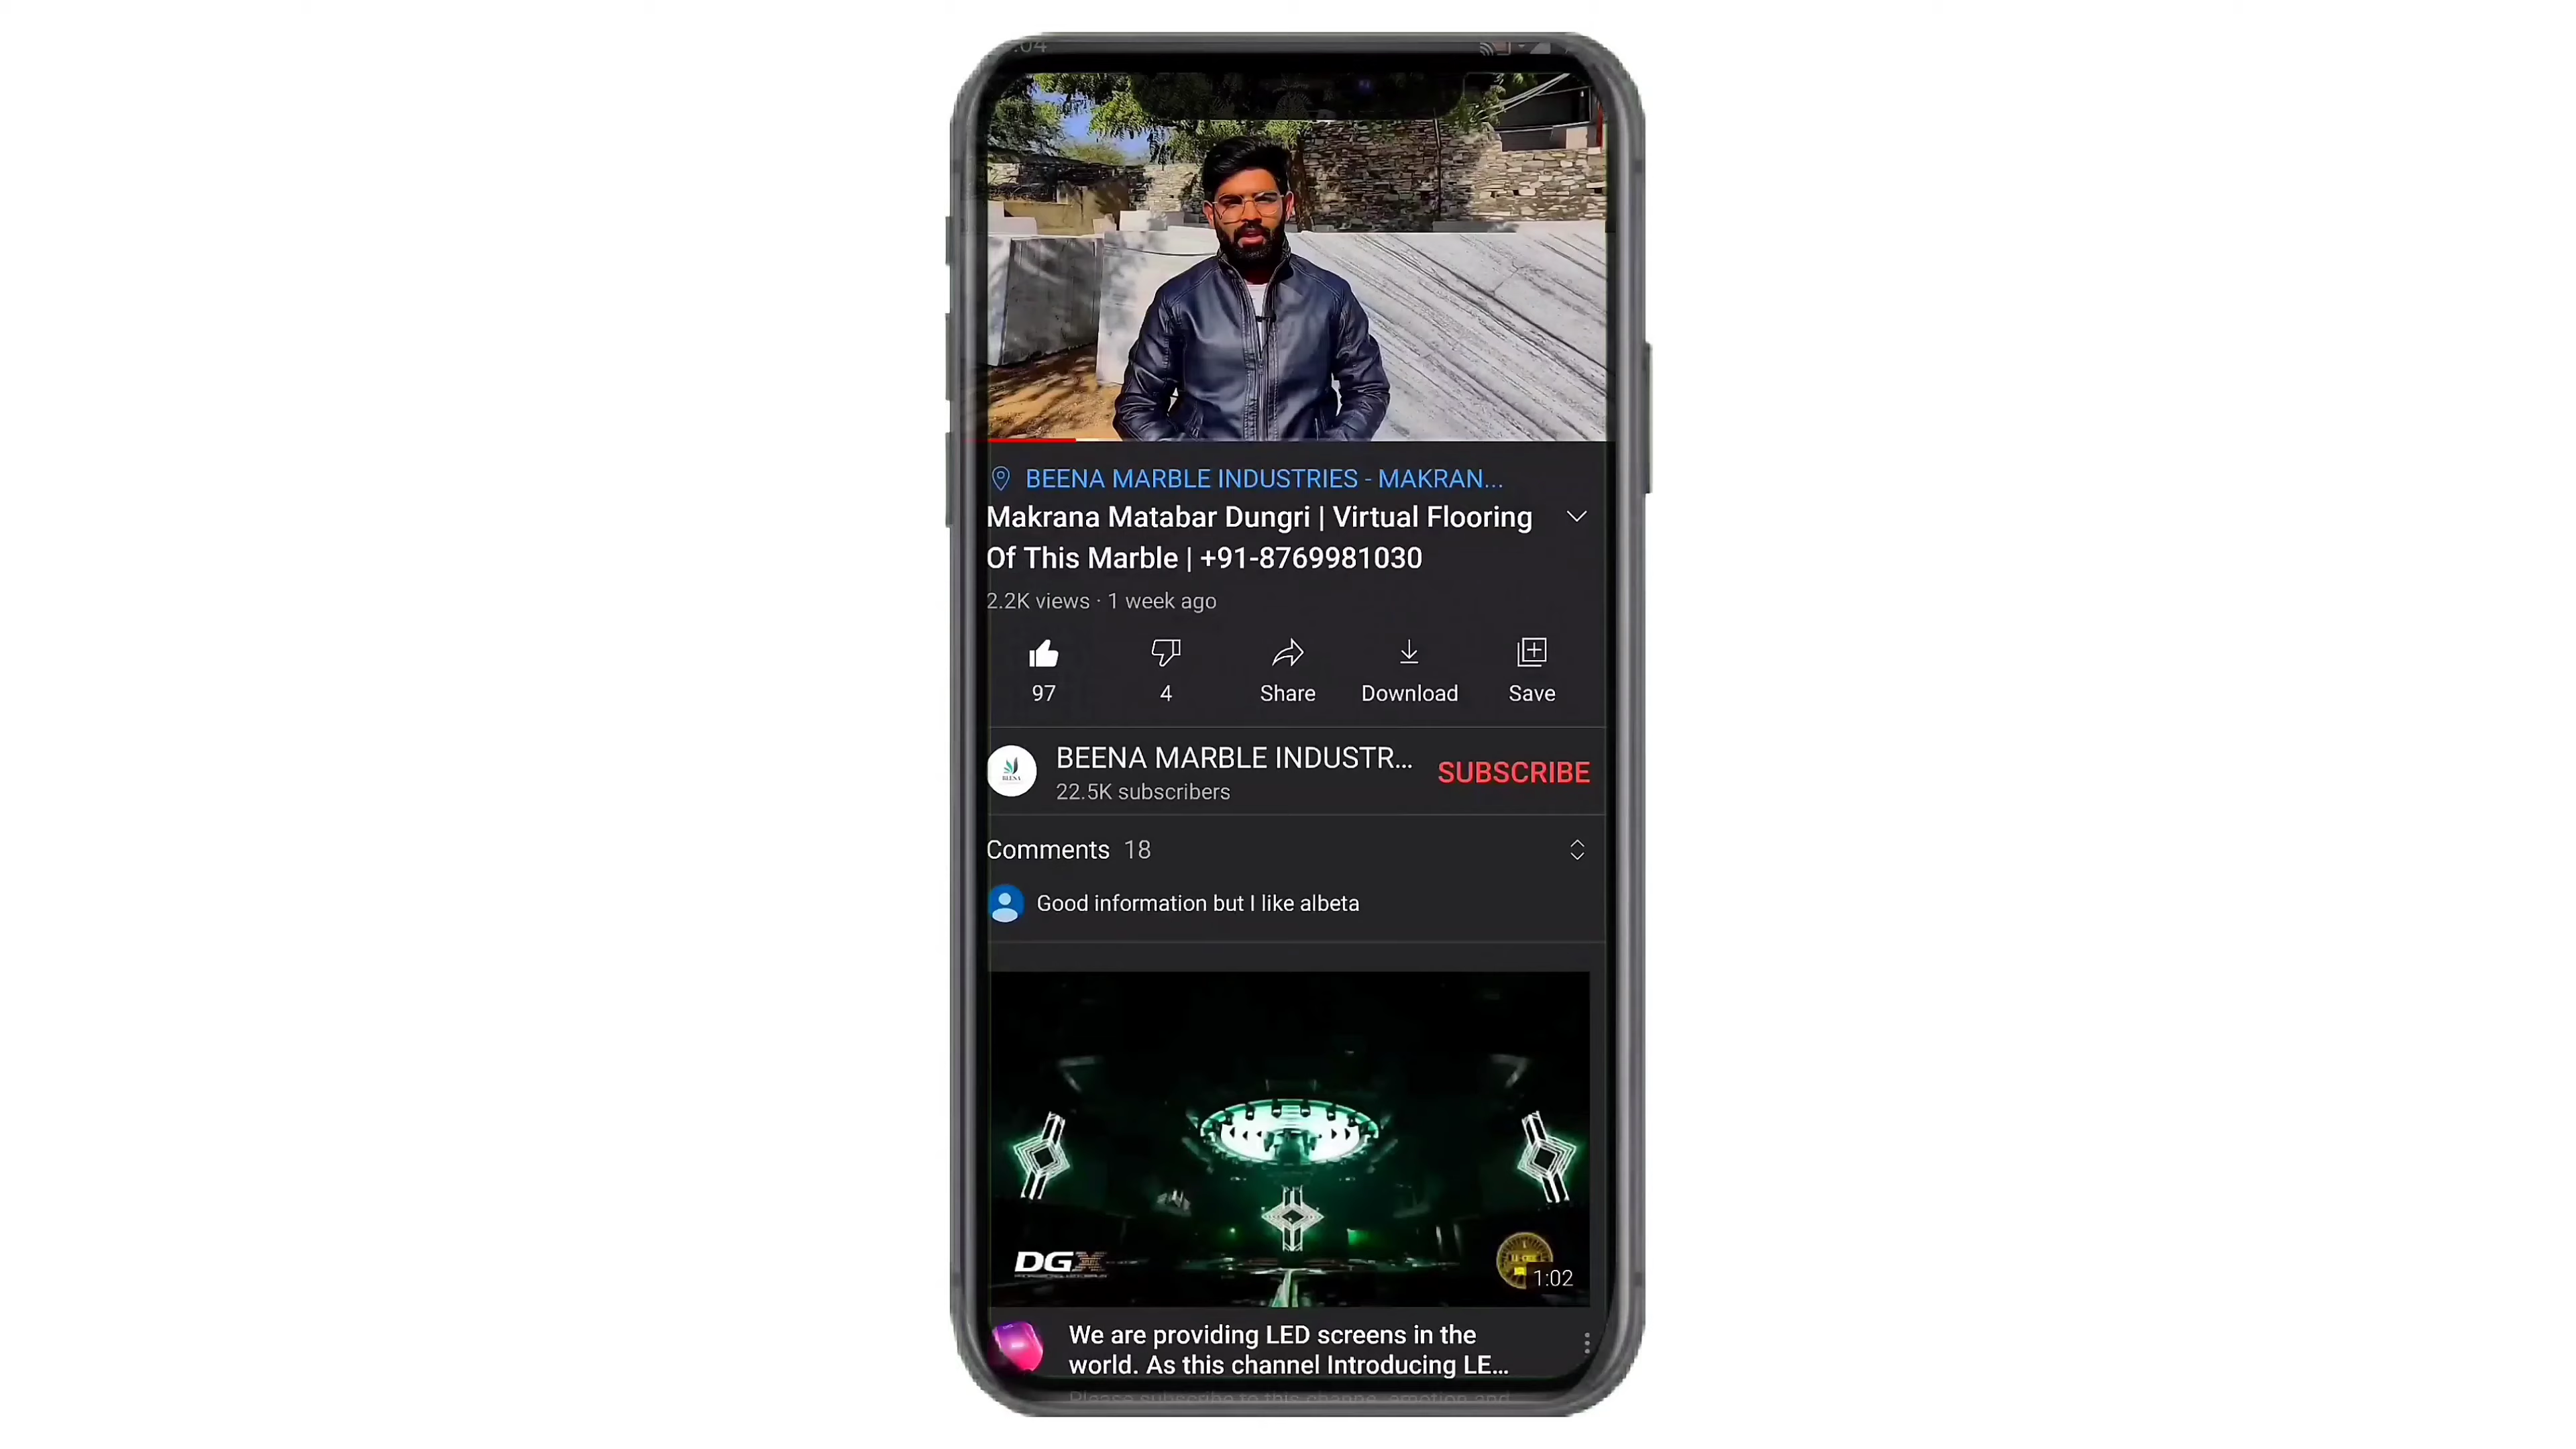 BEENA MARBLE INDUSTRIES - MAKRAN...
Makrana Matabar Dungri | Virtual Flooring
Of This Marble | +91-8769981030
2.2K views · 1 week ago
97
4
Share
Download
Save
BEENA MARBLE INDUSTR...
22.5K subscribers
SUBSCRIBE
BEENA
Comments 18
Good information but I like albeta
DGX
1:02
We are providing LED screens in the
world. As this channel Introducing LE...